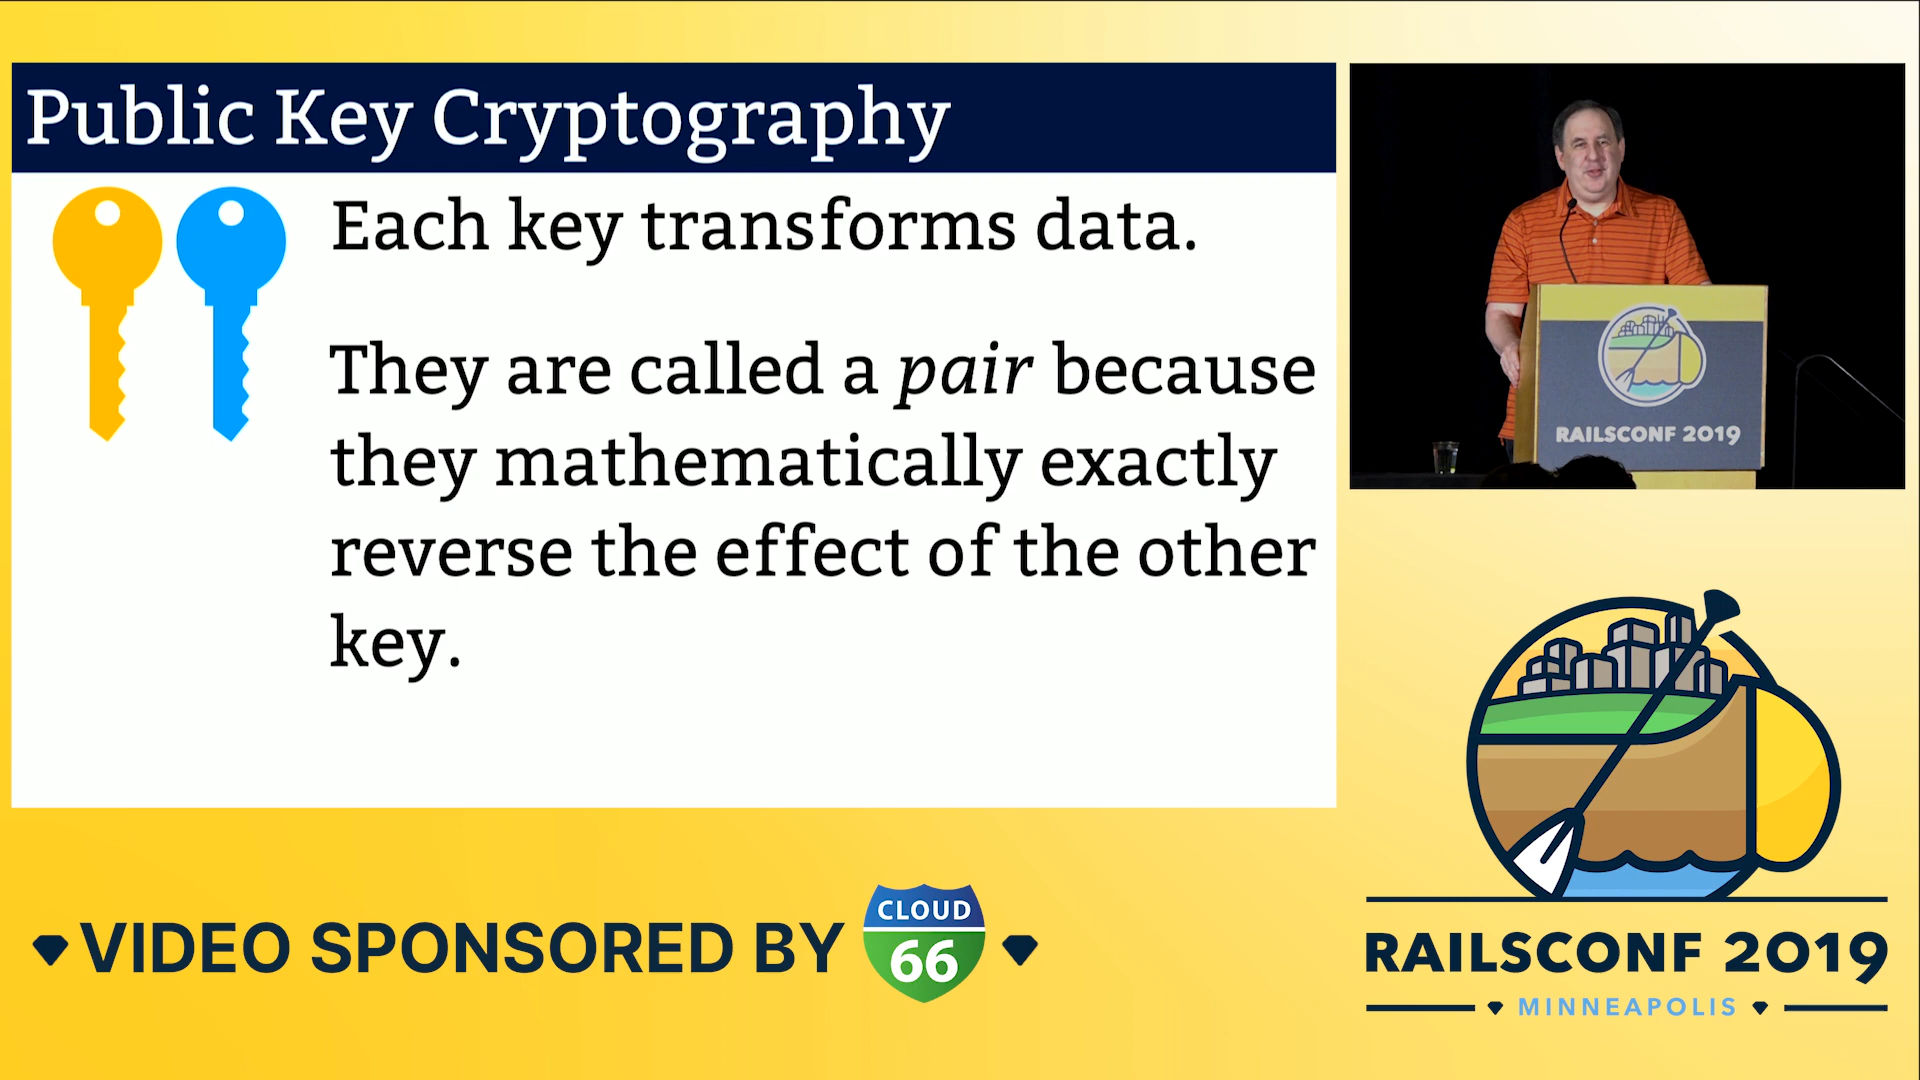 Public Key Cryptography
Each key transforms data.
They are called a pair because
they mathematically exactly
reverse the effect of the other
key.
RAILSCONF 2019
VIDEO SPONSORED BY
CLOUD
66
RAILSCONF 2019
MINNEAPOLIS